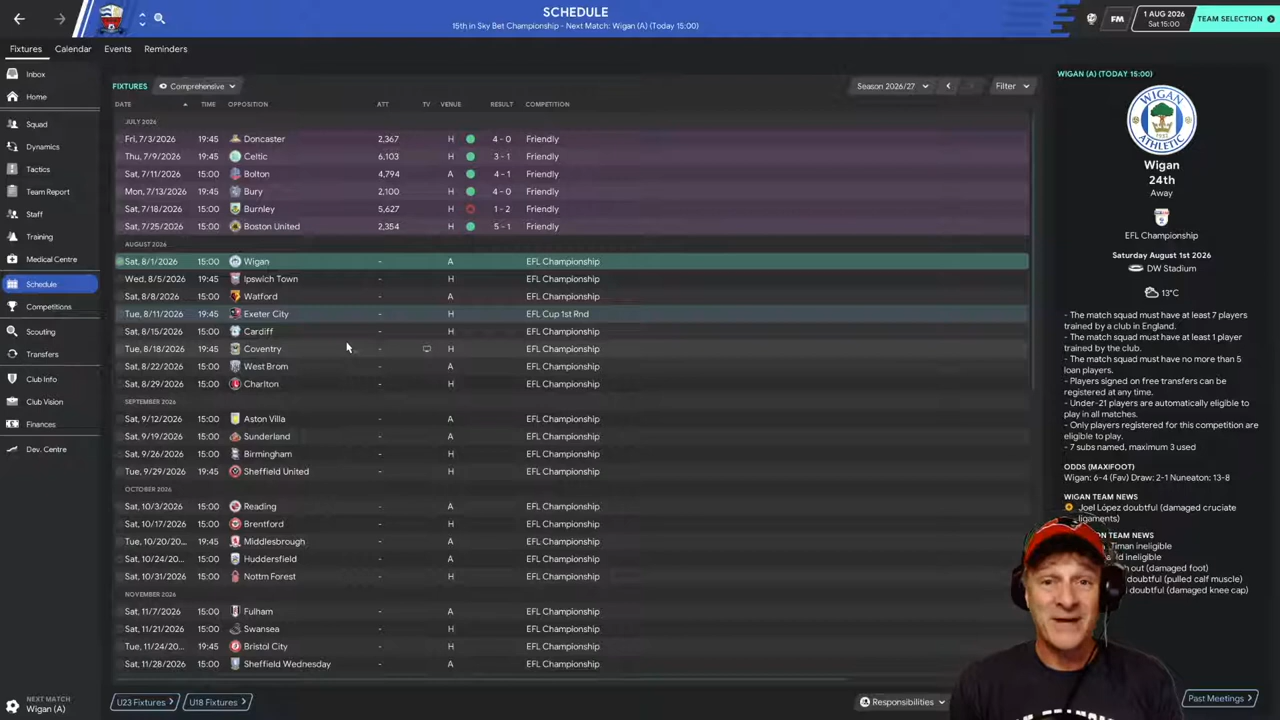 SCHEDULE
15th in Sky Bet Championship - Next Match: Wigan (A) (Today 15:00)
FM
1 AUG 2026
Sat 15:00
TEAM SELECTION
Fixtures Calendar Events Reminders
Inbox
Home
Squad
Dynamics
Tactics
Team Report
Staff
Training
Medical Centre
Schedule
Competitions
Scouting
Transfers
Club Info
Club Vision
Finances
Dev. Centre
NEXT MATCH
Wigan (A)
FIXTURES Comprehensive Season 2026/27 Filter
DATE TIME OPPOSITION ATT TV VENUE RESULT COMPETITION
JULY 2026
Fri, 7/3/2026 19:45 Doncaster 2,367 H 4 - 0 Friendly
Thu, 7/9/2026 19:45 Celtic 6,103 H 3 - 1 Friendly
Sat, 7/11/2026 15:00 Bolton 4,794 A 4 - 1 Friendly
Mon, 7/13/2026 19:45 Bury 2,100 H 4 - 0 Friendly
Sat, 7/18/2026 15:00 Burnley 5,627 H 1 - 2 Friendly
Sat, 7/25/2026 15:00 Boston United 2,354 H 5 - 1 Friendly
AUGUST 2026
Sat, 8/1/2026 15:00 Wigan - A EFL Championship
Wed, 8/5/2026 19:45 Ipswich Town - H EFL Championship
Sat, 8/8/2026 15:00 Watford - A EFL Championship
Tue, 8/11/2026 19:45 Exeter City - H EFL Cup 1st Rnd
Sat, 8/15/2026 15:00 Cardiff - A EFL Championship
Tue, 8/18/2026 19:45 Coventry - H EFL Championship
Sat, 8/22/2026 15:00 West Brom - A EFL Championship
Sat, 8/29/2026 15:00 Charlton - H EFL Championship
SEPTEMBER 2026
Sat, 9/12/2026 15:00 Aston Villa - A EFL Championship
Sat, 9/19/2026 15:00 Sunderland - H EFL Championship
Sat, 9/26/2026 15:00 Birmingham - H EFL Championship
Tue, 9/29/2026 19:45 Sheffield United - H EFL Championship
OCTOBER 2026
Sat, 10/3/2026 15:00 Reading - A EFL Championship
Sat, 10/17/2026 15:00 Brentford - H EFL Championship
Tue, 10/20/20... 19:45 Middlesbrough - A EFL Championship
Sat, 10/24/20... 15:00 Huddersfield - A EFL Championship
Sat, 10/31/2026 15:00 Nottm Forest - H EFL Championship
NOVEMBER 2026
Sat, 11/7/2026 15:00 Fulham - A EFL Championship
Sat, 11/21/2026 15:00 Swansea - H EFL Championship
Tue, 11/24/20... 19:45 Bristol City - H EFL Championship
Sat, 11/28/2026 15:00 Sheffield Wednesday - A EFL Championship
U23 Fixtures U18 Fixtures Responsibilities
WIGAN (A) (TODAY 15:00)
WIGAN
ATHLETIC
Wigan
24th
Away
EFL Championship
Saturday August 1st 2026
DW Stadium
13°C
- The match squad must have at least 7 players
trained by a club in England.
- The match squad must have at least 1 player
trained by the club.
- The match squad must have no more than 5
loan players.
- Players signed on free transfers can be
registered at any time.
- Under-21 players are automatically eligible to
play in all matches.
- Only players registered for this competition are
eligible to play.
- 7 subs named, maximum 3 used
ODDS (MAXIFOOT)
Wigan: 6-4 (Fav) Draw: 2-1 Nuneaton: 13-8
WIGAN TEAM NEWS
Joel López doubtful (damaged cruciate
ligaments)
TEAM NEWS
Timan ineligible
ineligible
out (damaged foot)
doubtful (pulled calf muscle)
doubtful (damaged knee cap)
Past Meetings